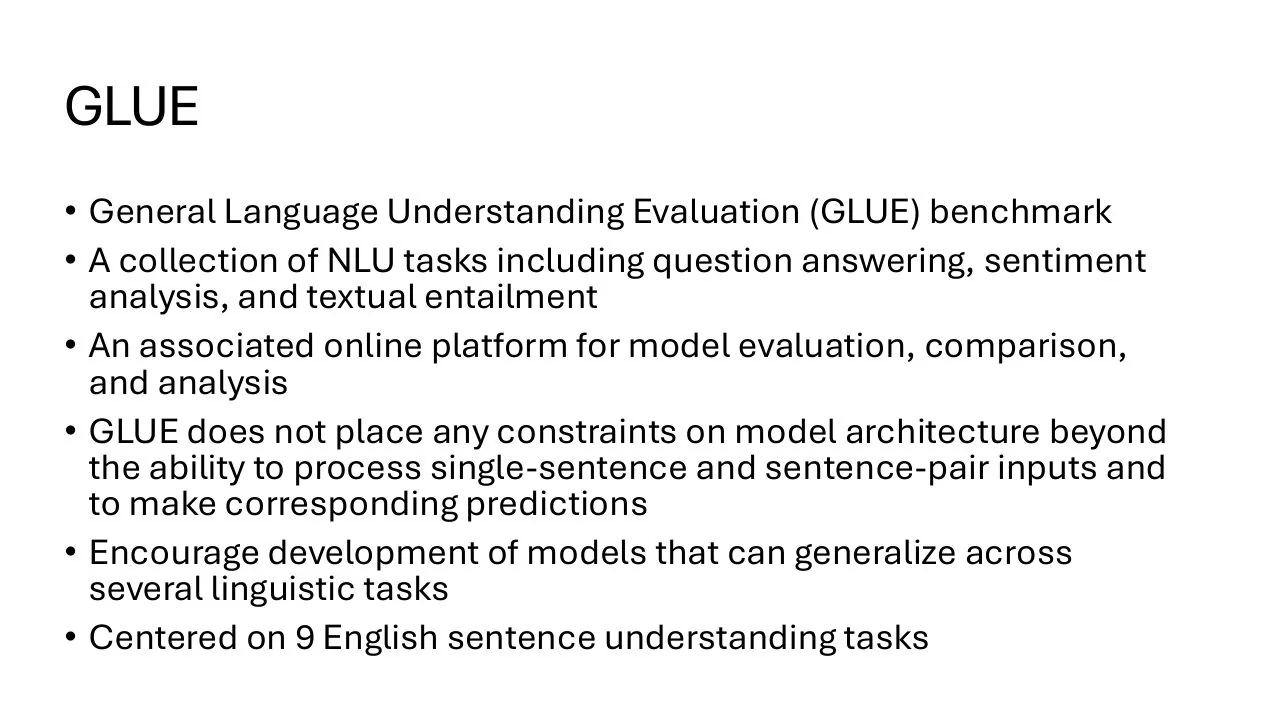 GLUE
• General Language Understanding Evaluation (GLUE) benchmark
• A collection of NLU tasks including question answering, sentiment
analysis, and textual entailment
• An associated online platform for model evaluation, comparison,
and analysis
• GLUE does not place any constraints on model architecture beyond
the ability to process single-sentence and sentence-pair inputs and
to make corresponding predictions
• Encourage development of models that can generalize across
several linguistic tasks
• Centered on 9 English sentence understanding tasks